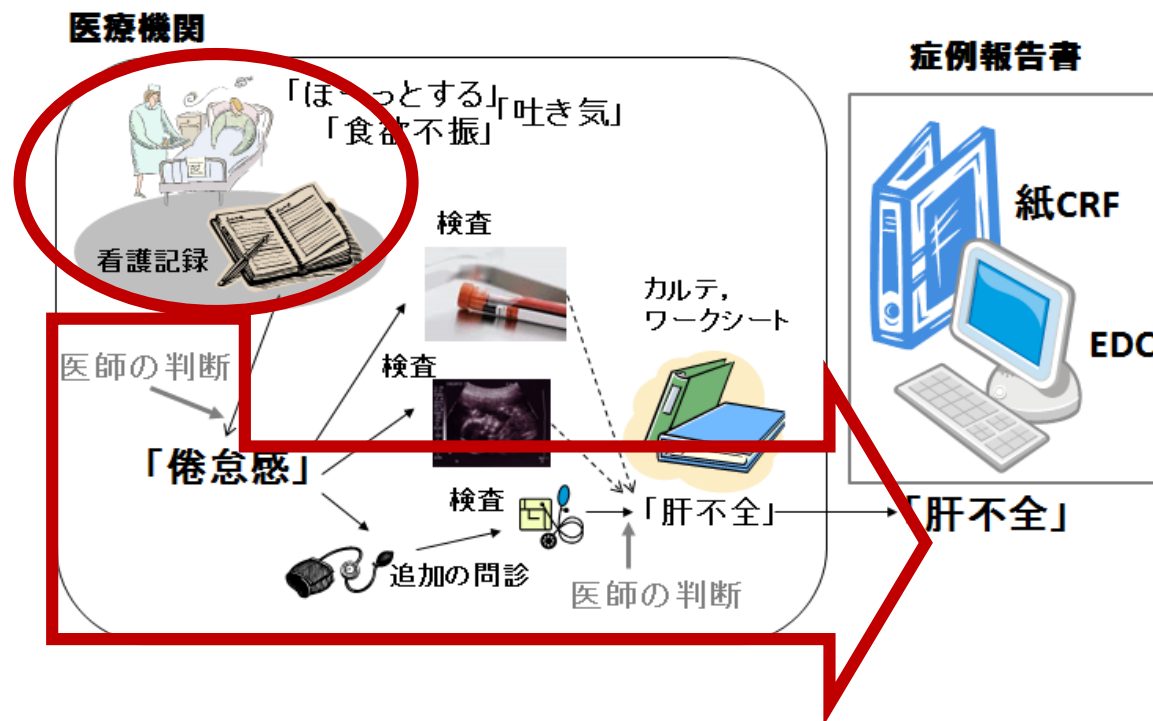 医療機関
症例報告書
「ぼーっとする」
「吐き気」
「食欲不振」
看護記録
検査
カルテ，
ワークシート
紙CRF
EDC
医師の判断
検査
「倦怠感」
検査
「肝不全」
「肝不全」
追加の問診
医師の判断